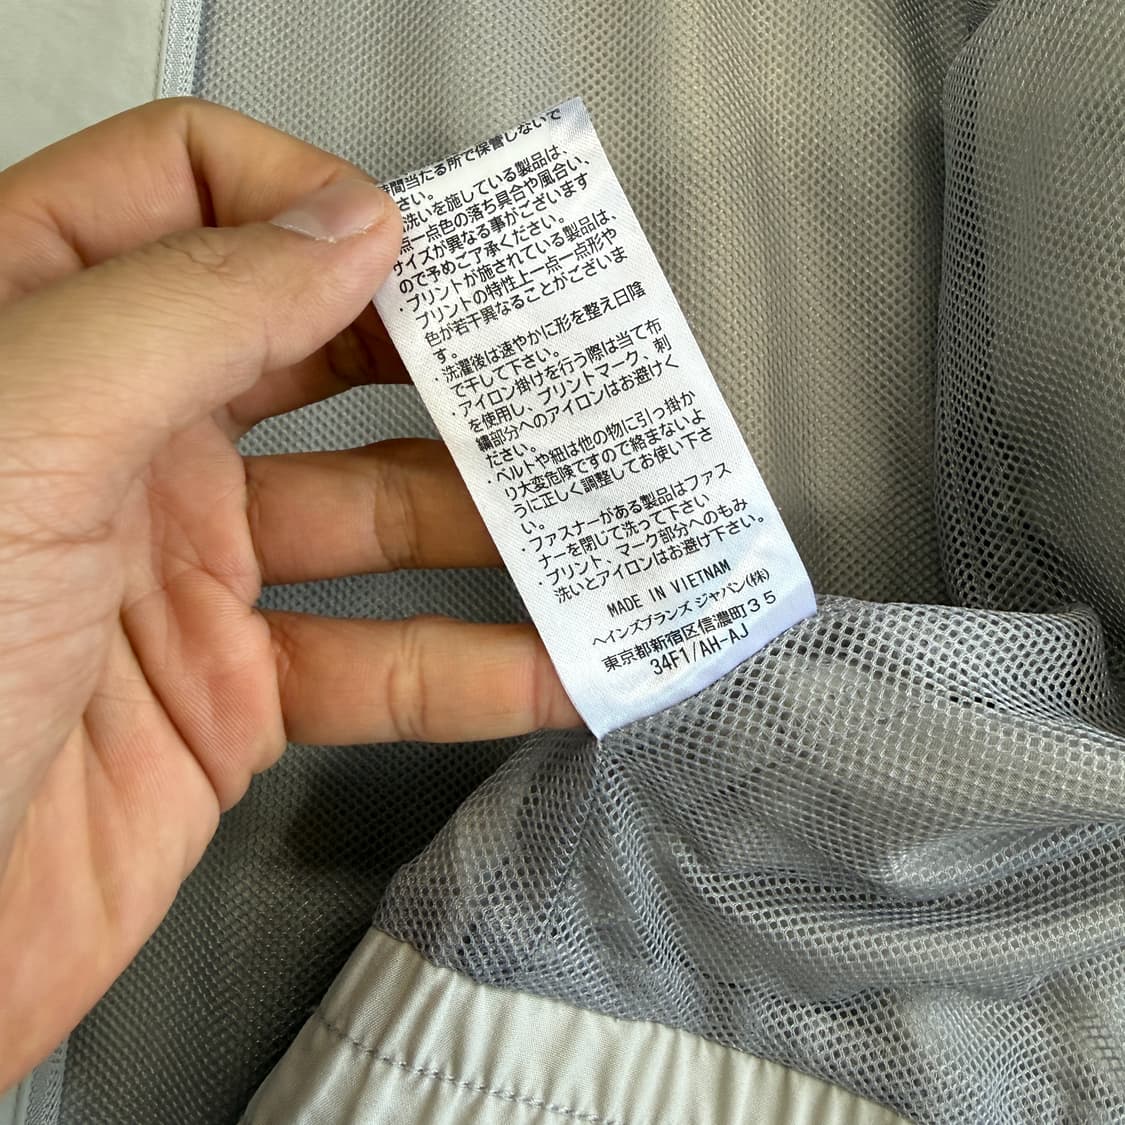 時間当たる所で保管しないで
さい。
洗いを施している製品は、
点一点色の落ち具合や風合い、
サイズが異なる事がございます
ので予めご了承ください。
・プリントが施されている製品は、
プリントの特性上一点一点形や
色が若干異なることがございま
す。
・洗濯後は速やかに形を整え日陰
で干して下さい。
・アイロン掛けを行う際は当て布
を使用し、プリントマーク、刺
繍部分へのアイロンはお避けく
ださい。
・ベルトや紐は他の物に引っ掛か
り大変危険ですので絡まないよ
うに正しく調整してお使い下さ
い。
・ファスナーがある製品はファス
ナーを閉じて洗って下さい
・プリント、マーク部分へのもみ
洗いとアイロンはお避け下さい。
MADE IN VIETNAM
ヘインズブランズ ジャパン(株)
東京都新宿区信濃町35
34F1/AH-AJ